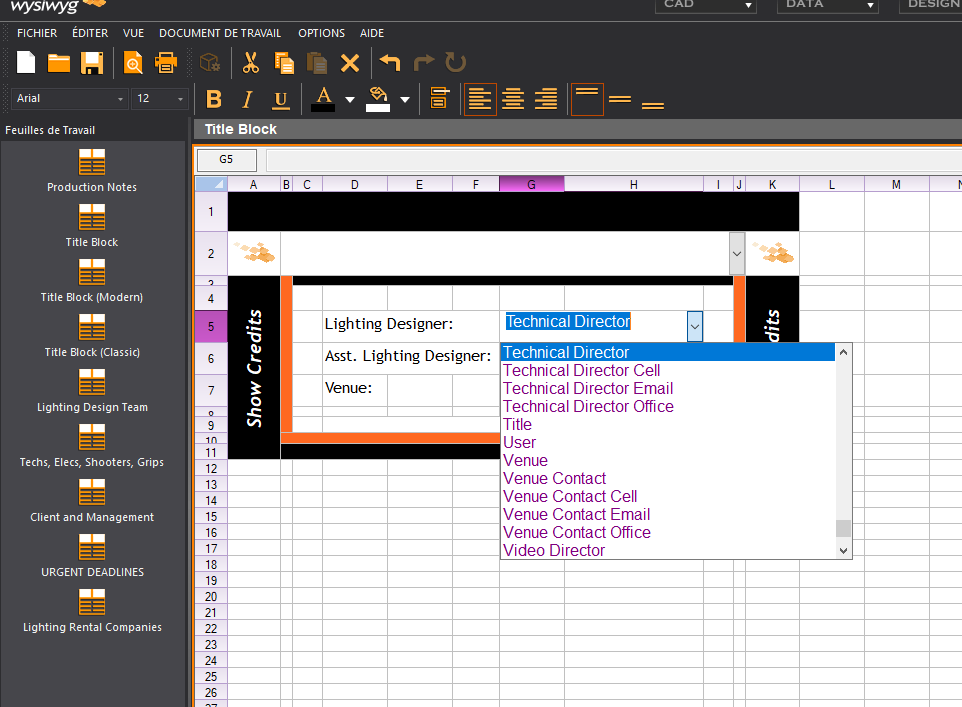 wysiwyg
CAD DATA DESIGN
FICHIER ÉDITER VUE DOCUMENT DE TRAVAIL OPTIONS AIDE
Arial 12 B I U A
Feuilles de Travail
Title Block
G5
Production Notes
Title Block
Title Block (Modern)
Title Block (Classic)
Lighting Design Team
Techs, Elecs, Shooters, Grips
Client and Management
URGENT DEADLINES
Lighting Rental Companies
A B C D E F G H I J K L M N
1
2
3
4
5
6
7
8
9
10
11
12
13
14
15
16
17
18
19
20
21
22
23
24
25
26
27
Show Credits
Lighting Designer: Technical Director
Asst. Lighting Designer:
Venue:
dits
Technical Director
Technical Director Cell
Technical Director Email
Technical Director Office
Title
User
Venue
Venue Contact
Venue Contact Cell
Venue Contact Email
Venue Contact Office
Video Director